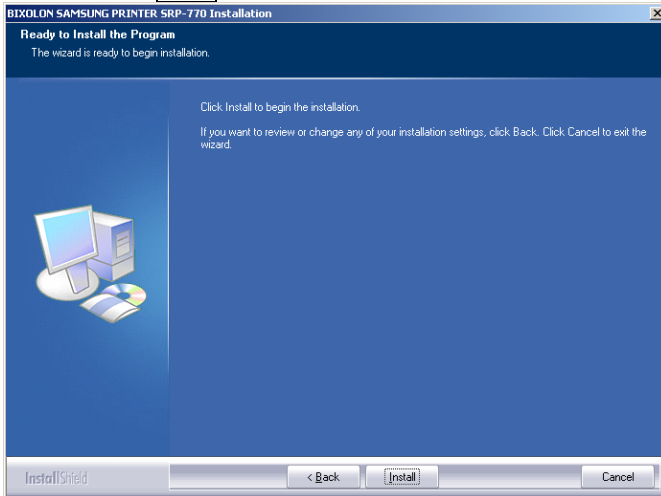 BIXOLON SAMSUNG PRINTER SRP-770 Installation
Ready to Install the Program
The wizard is ready to begin installation.
Click Install to begin the installation.
If you want to review or change any of your installation settings, click Back. Click Cancel to exit the
wizard.
InstallShield
< Back
Install
Cancel